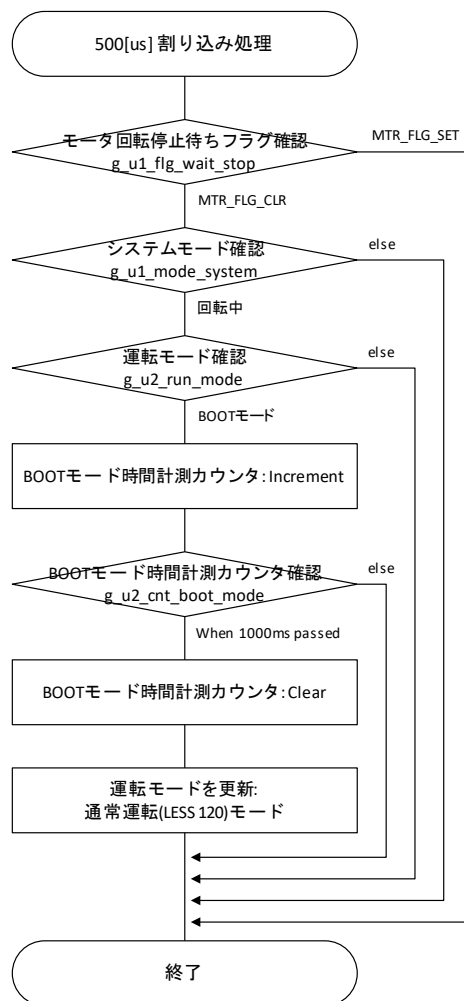 500[us] 割り込み処理
モータ回転停止待ちフラグ確認
g_u1_flg_wait_stop
MTR_FLG_SET
MTR_FLG_CLR
システムモード確認
g_u1_mode_system
else
回転中
運転モード確認
g_u2_run_mode
else
BOOTモード
BOOTモード時間計測カウンタ: Increment
BOOTモード時間計測カウンタ確認
g_u2_cnt_boot_mode
else
When 1000ms passed
BOOTモード時間計測カウンタ: Clear
運転モードを更新:
通常運転(LESS 120)モード
終了